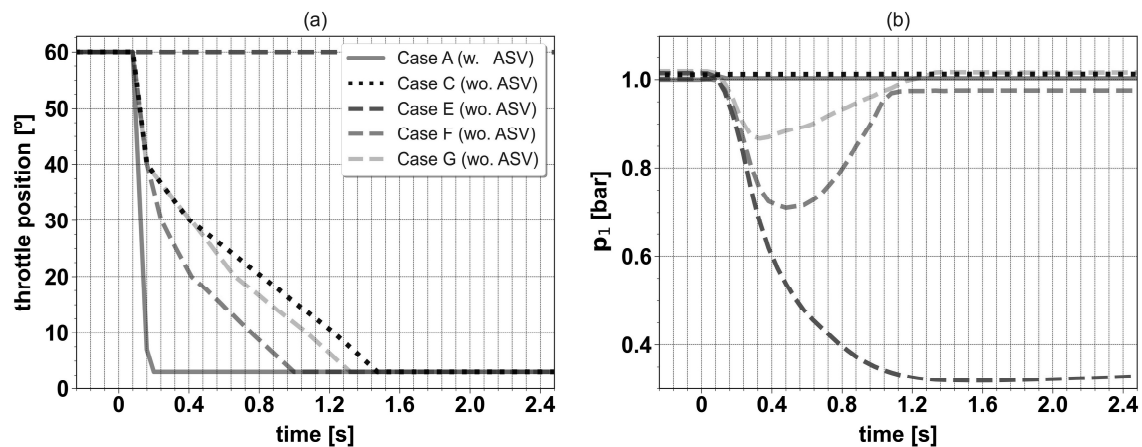 (a)
(b)
throttle position [°]
60
50
40
30
20
10
0
Case A (w. ASV)
Case C (wo. ASV)
Case E (wo. ASV)
Case F (wo. ASV)
Case G (wo. ASV)
0 0.4 0.8 1.2 1.6 2.0 2.4
time [s]
p1 [bar]
1.0
0.8
0.6
0.4
0 0.4 0.8 1.2 1.6 2.0 2.4
time [s]